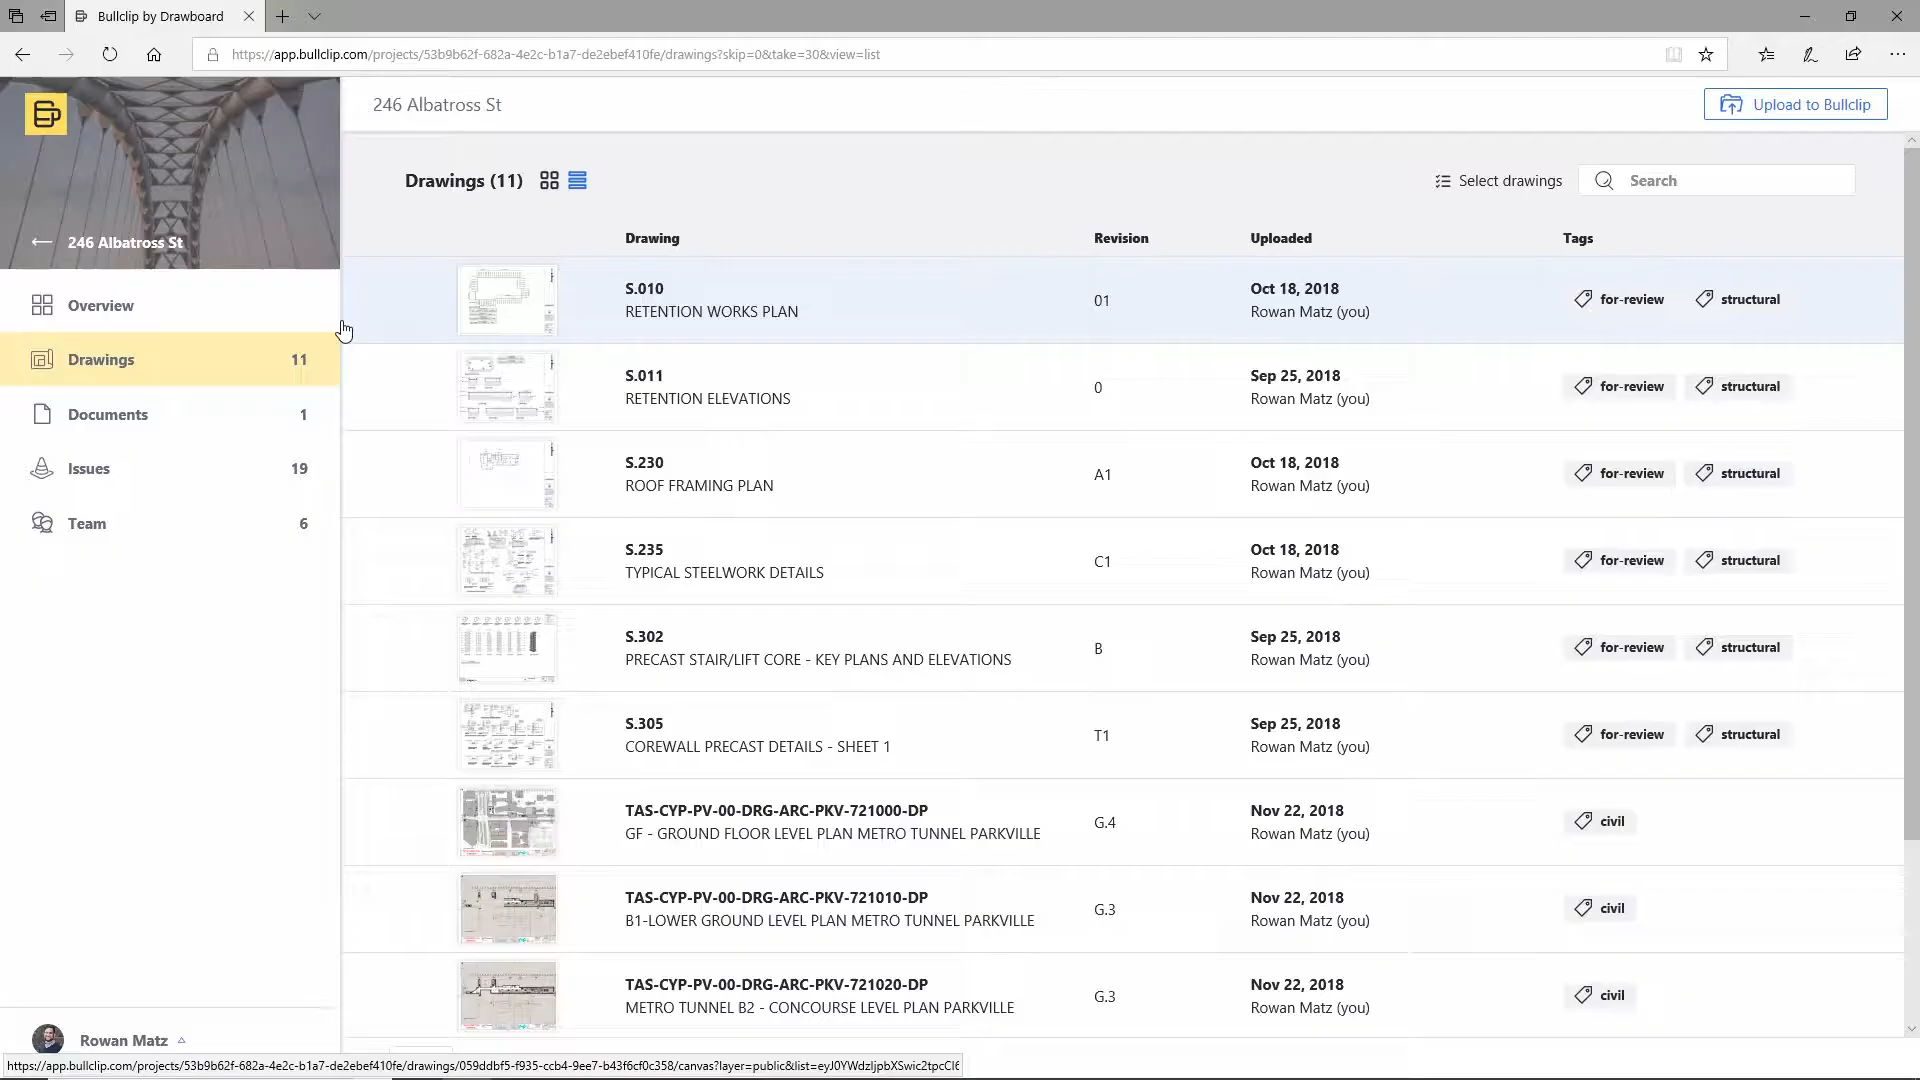 Bullclip by Drawboard
https://app.bullclip.com/projects/53b9b62f-682a-4e2c-b1a7-de2ebef410fe/drawings?skip=0&take=30&view=list
246 Albatross St
Upload to Bullclip
246 Albatross St
Overview
Drawings 11
Documents 1
Issues 19
Team 6
Drawings (11)
Select drawings
Search
Drawing Revision Uploaded Tags
S.010
RETENTION WORKS PLAN
01
Oct 18, 2018
Rowan Matz (you)
for-review structural
S.011
RETENTION ELEVATIONS
0
Sep 25, 2018
Rowan Matz (you)
for-review structural
S.230
ROOF FRAMING PLAN
A1
Oct 18, 2018
Rowan Matz (you)
for-review structural
S.235
TYPICAL STEELWORK DETAILS
C1
Oct 18, 2018
Rowan Matz (you)
for-review structural
S.302
PRECAST STAIR/LIFT CORE - KEY PLANS AND ELEVATIONS
B
Sep 25, 2018
Rowan Matz (you)
for-review structural
S.305
COREWALL PRECAST DETAILS - SHEET 1
T1
Sep 25, 2018
Rowan Matz (you)
for-review structural
TAS-CYP-PV-00-DRG-ARC-PKV-721000-DP
GF - GROUND FLOOR LEVEL PLAN METRO TUNNEL PARKVILLE
G.4
Nov 22, 2018
Rowan Matz (you)
civil
TAS-CYP-PV-00-DRG-ARC-PKV-721010-DP
B1-LOWER GROUND LEVEL PLAN METRO TUNNEL PARKVILLE
G.3
Nov 22, 2018
Rowan Matz (you)
civil
TAS-CYP-PV-00-DRG-ARC-PKV-721020-DP
METRO TUNNEL B2 - CONCOURSE LEVEL PLAN PARKVILLE
G.3
Nov 22, 2018
Rowan Matz (you)
civil
Rowan Matz
https://app.bullclip.com/projects/53b9b62f-682a-4e2c-b1a7-de2ebef410fe/drawings/059ddbf5-f935-ccb4-9ee7-b43f6cf0c358/canvas?layer=public&list=